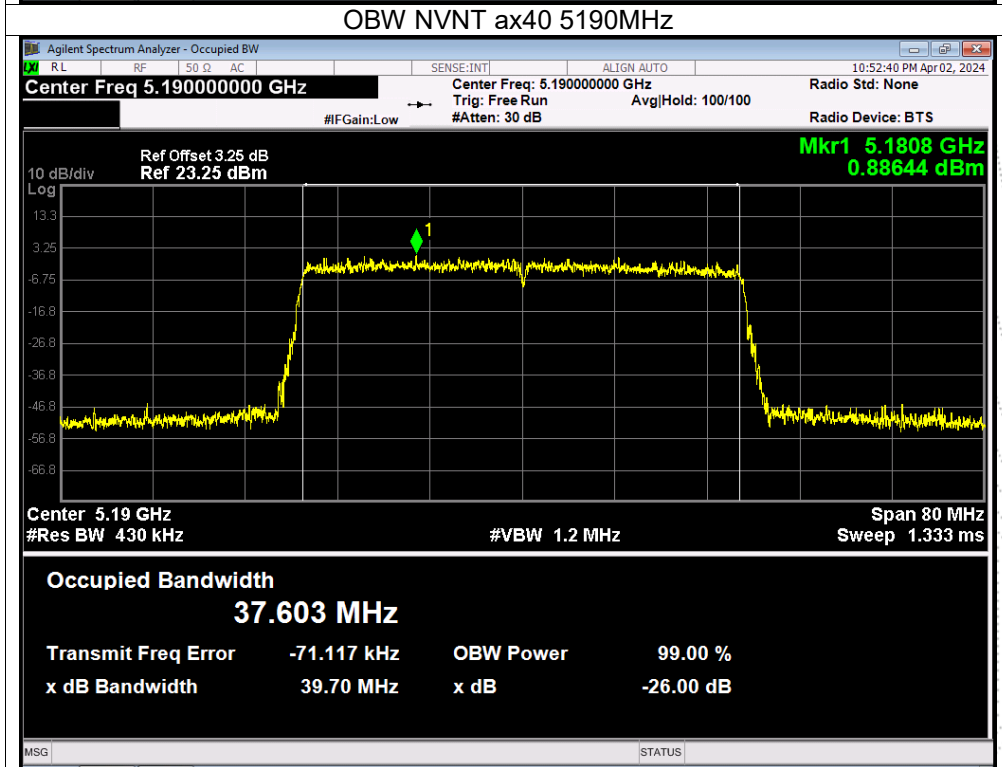 OBW NVNT ax40 5190MHz
Agilent Spectrum Analyzer - Occupied BW
LXI RL RF 50 Ω AC SENSE:INT ALIGN AUTO 10:52:40 PM Apr 02, 2024
Center Freq 5.190000000 GHz Center Freq: 5.190000000 GHz Radio Std: None
Trig: Free Run Avg|Hold: 100/100
#IFGain:Low #Atten: 30 dB Radio Device: BTS
Mkr1 5.1808 GHz
Ref Offset 3.25 dB
10 dB/div Ref 23.25 dBm 0.88644 dBm
Log
13.3
1
3.25
-6.75
-16.8
-26.8
-36.8
-46.8
-56.8
-66.8
Center 5.19 GHz Span 80 MHz
#Res BW 430 kHz #VBW 1.2 MHz Sweep 1.333 ms
Occupied Bandwidth
37.603 MHz
Transmit Freq Error -71.117 kHz OBW Power 99.00 %
x dB Bandwidth 39.70 MHz x dB -26.00 dB
MSG STATUS